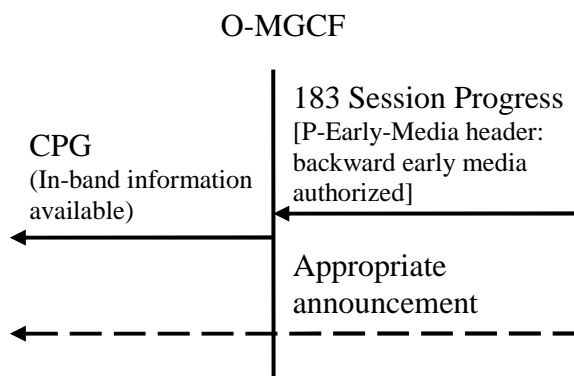 O-MGCF
183 Session Progress
[P-Early-Media header:
backward early media
authorized]
CPG
(In-band information
available)
Appropriate
announcement